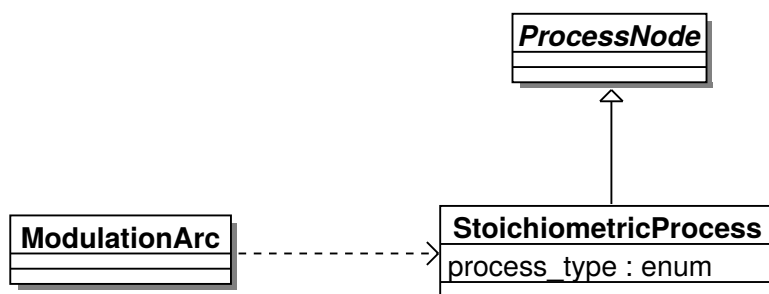 ProcessNode
ModulationArc
StoichiometricProcess
process_type : enum